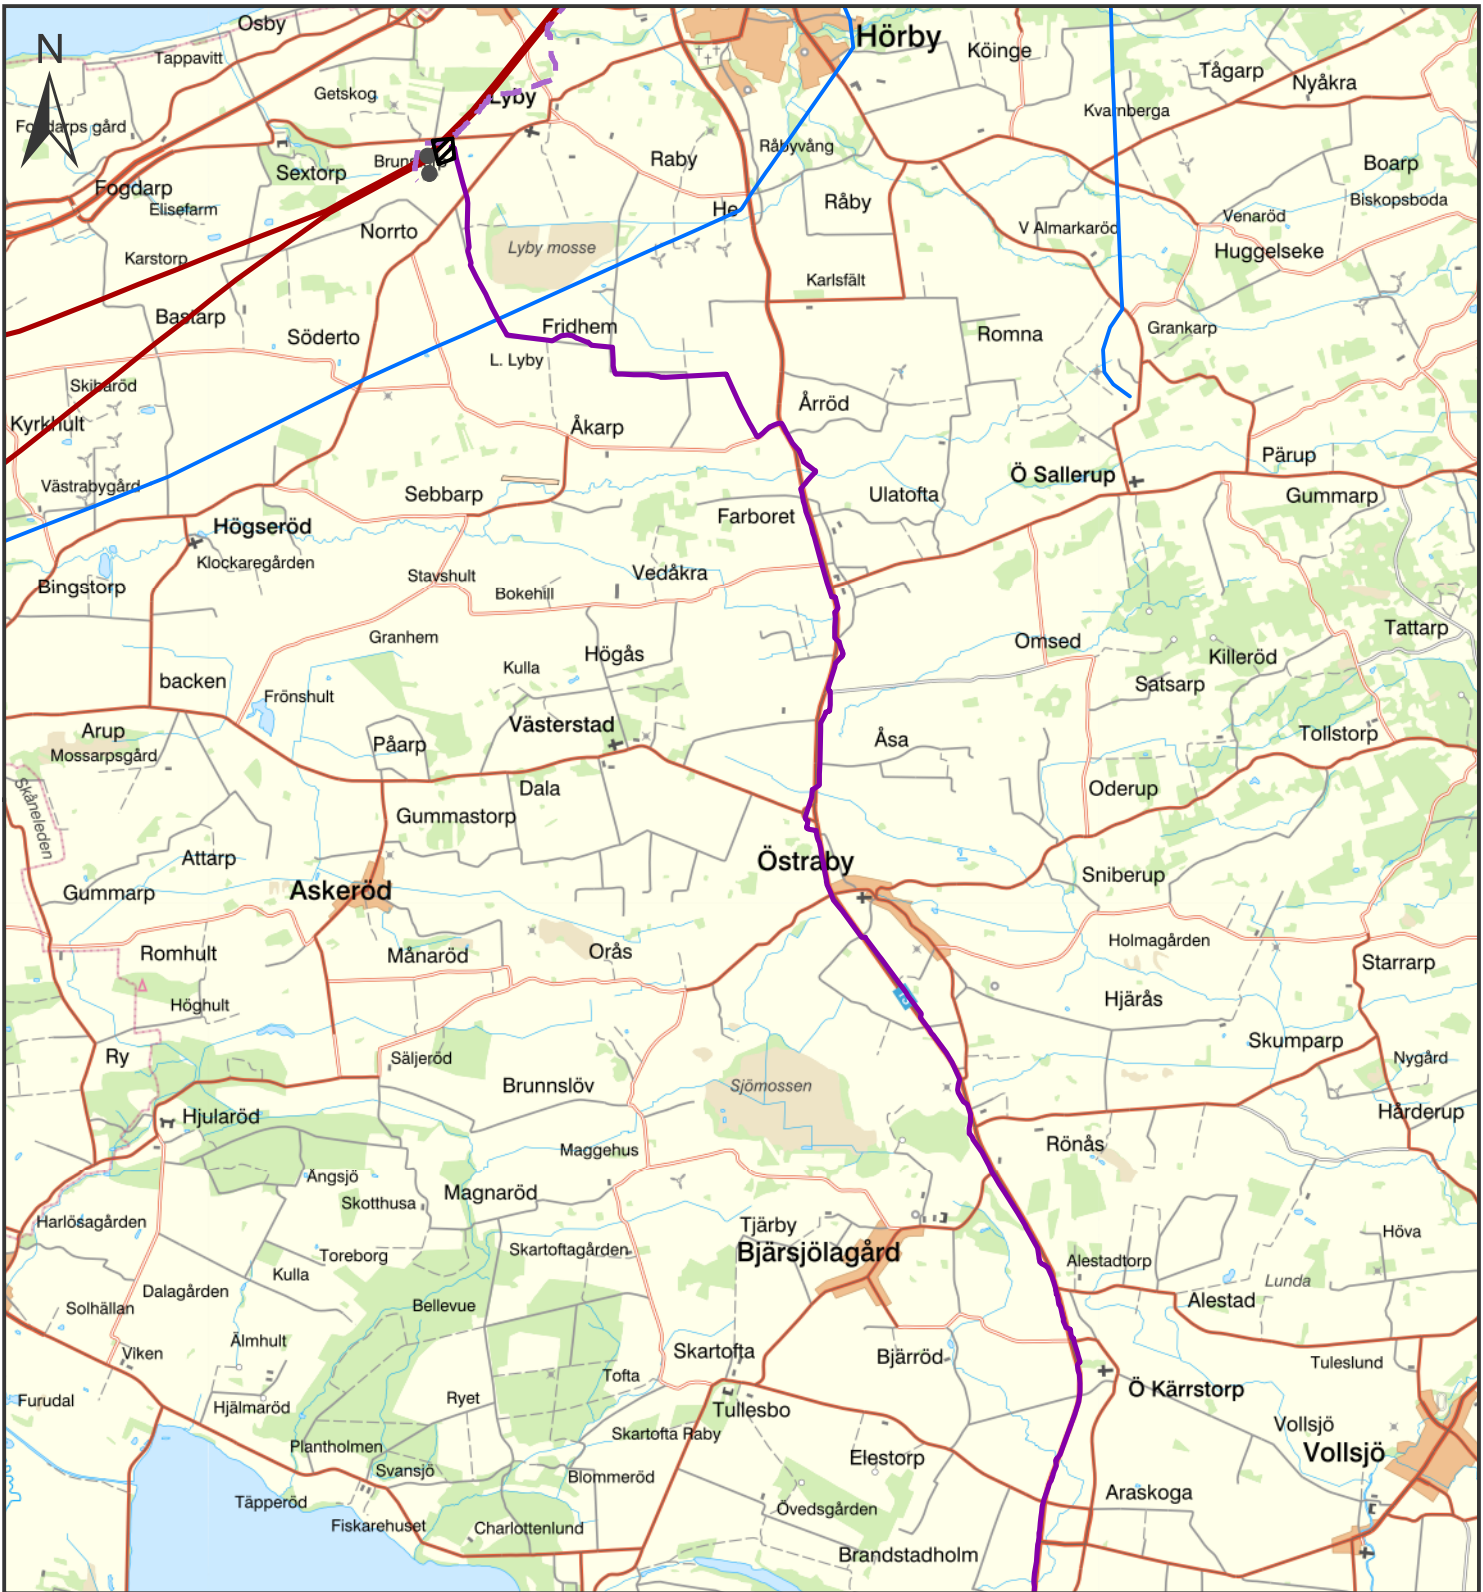 Osby
Hörby
N
Tappavitt
Köinge
Tågarp
Nyåkra
Getskog
Lyby
Kvarnberga
Råbyvång
Raby
Boarp
Sextorp
Fogdarp
Elisefarm
Råby
Biskopsboda
He
Venaröd
V Almarkaröd
Norrto
Lyby mosse
Huggelseke
Karstorp
Karlsfält
Bastarp
Fridhem
Grankarp
Söderto
Romna
L. Lyby
Skibaröd
Årröd
Kyrkhult
Åkarp
Pärup
Ö Sallerup
Västrabygård
Sebbarp
Ulatofta
Gummarp
Högseröd
Farboret
Klockaregården
Bingstorp
Stavshult
Vedåkra
Bokehill
Granhem
Omsed
Tattarp
Högås
Killeröd
Kulla
backen
Satsarp
Frönshult
Västerstad
Arup
Påarp
Åsa
Tollstorp
Mossarpsgård
Skåneleden
Dala
Oderup
Gummastorp
Attarp
Östraby
Gummarp
Askeröd
Sniberup
Holmagården
Romhult
Månaröd
Orås
Starrarp
Höghult
Hjärås
Skumparp
Ry
Säljeröd
Nygård
Brunnslöv
Sjömossen
Hjularöd
Hårderup
Maggehus
Rönås
Ängsjö
Skotthusa
Magnaröd
Harlösagården
Tjärby
Höva
Toreborg
Skartoftagården
Bjärsjölagård
Alestadtorp
Kulla
Lunda
Dalagården
Alestad
Solhällan
Bellevue
Älmhult
Viken
Skartofta
Bjärröd
Tuleslund
Tofta
Furudal
Hjälmaröd
Ryet
Ö Kärrstorp
Tullesbo
Vollsjö
Skartofta Raby
Plantholmen
Vollsjö
Svansjö
Elestorp
Blommeröd
Araskoga
Täpperöd
Övedsgården
Fiskarehuset
Charlottenlund
Brandstadholm